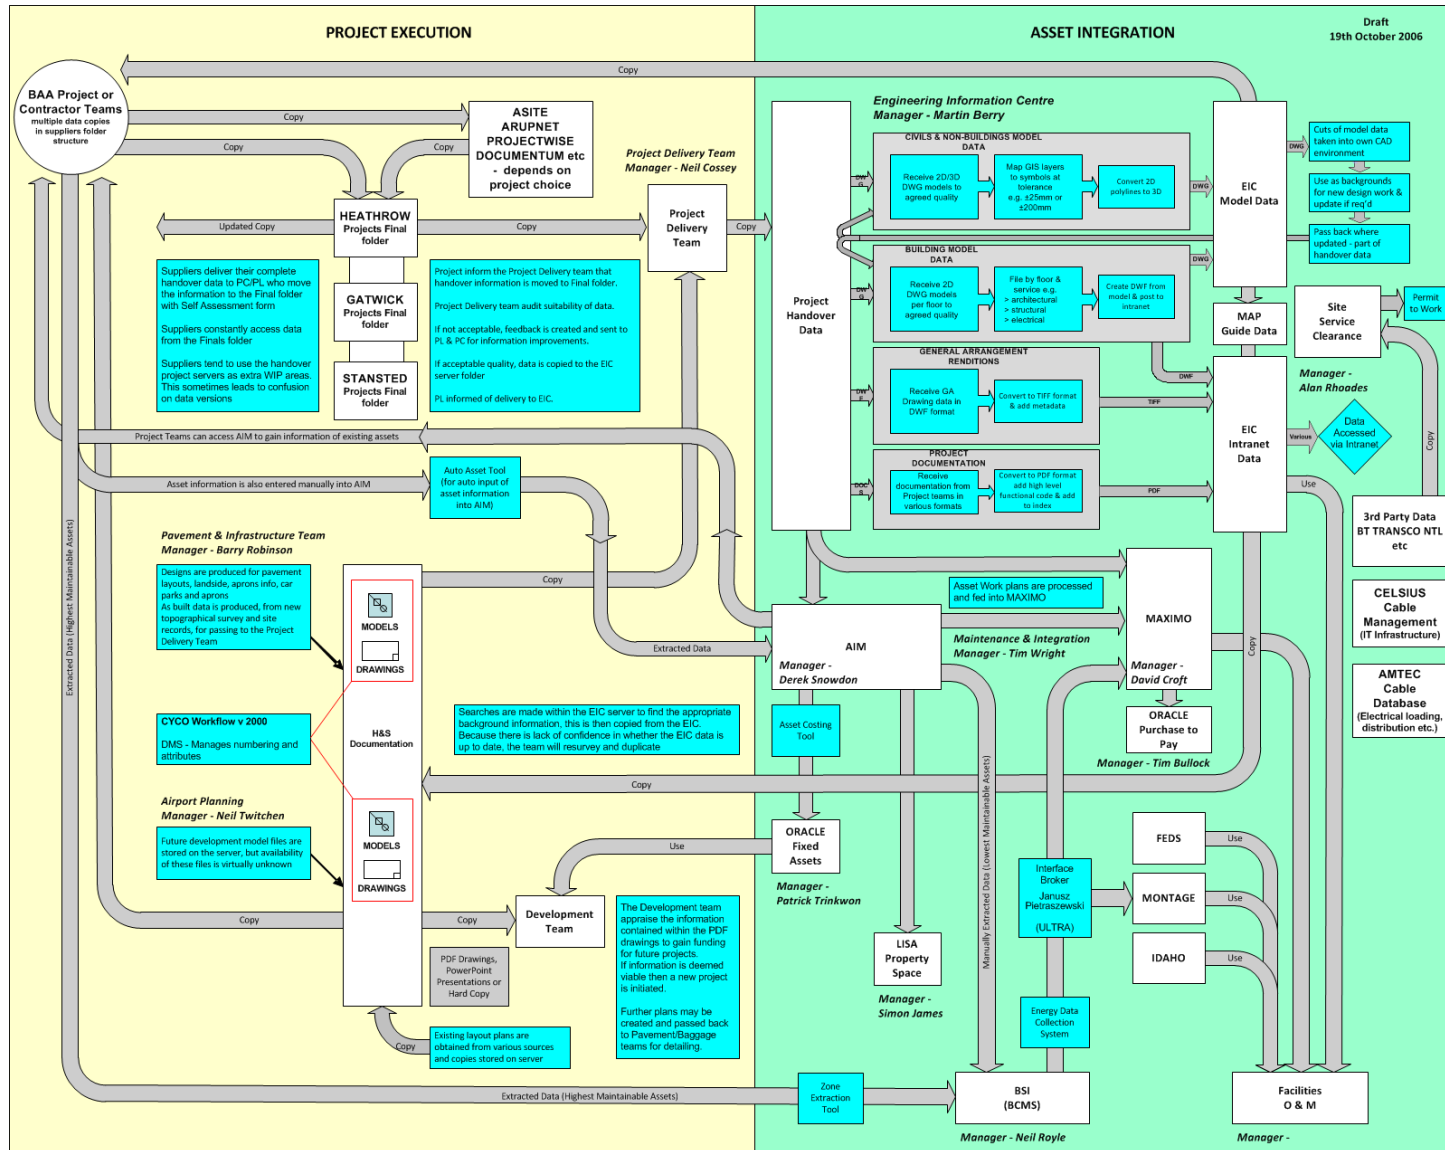 PROJECT EXECUTION
ASSET INTEGRATION
Draft
19th October 2006
Copy
BAA Project or
Contractor Teams
multiple data copies
in suppliers folder
structure
Copy
Copy
ASITE
ARUPNET
PROJECTWISE
DOCUMENTUM etc
- depends on
project choice
Copy
Project Delivery Team
Manager - Neil Cossey
Updated Copy
HEATHROW
Projects Final
folder
Copy
Project
Delivery
Team
Copy
GATWICK
Projects Final
folder
STANSTED
Projects Final
folder
Suppliers deliver their complete
handover data to PC/PL who move
the information to the Final folder
with Self Assessment form
Suppliers constantly access data
from the Finals folder
Suppliers tend to use the handover
project servers as extra WIP areas.
This sometimes leads to confusion
on data versions
Project inform the Project Delivery team that
handover information is moved to Final folder.
Project Delivery team audit suitability of data.
If not acceptable, feedback is created and sent to
PL & PC for information improvements.
If acceptable quality, data is copied to the EIC
server folder
PL informed of delivery to EIC.
Project Teams can access AIM to gain information of existing assets
Asset information is also entered manually into AIM
Auto Asset Tool
(for auto input of
asset information
into AIM)
Extracted Data (Highest Maintainable Assets)
Pavement & Infrastructure Team
Manager - Barry Robinson
Designs are produced for pavement
layouts, landside, aprons info, car
parks and aprons
As built data is produced, from new
topographical survey and site
records, for passing to the Project
Delivery Team
MODELS
DRAWINGS
Copy
Extracted Data
CYCO Workflow v 2000
DMS - Manages numbering and
attributes
H&S
Documentation
Searches are made within the EIC server to find the appropriate
background information, this is then copied from the EIC.
Because there is lack of confidence in whether the EIC data is
up to date, the team will resurvey and duplicate
Copy
Airport Planning
Manager - Neil Twitchen
Future development model files are
stored on the server, but availability
of these files is virtually unknown
MODELS
DRAWINGS
Use
Copy
Copy
Development
Team
PDF Drawings,
PowerPoint
Presentations or
Hard Copy
The Development team
appraise the information
contained within the PDF
drawings to gain funding
for future projects.
If information is deemed
viable then a new project
is initiated.
Further plans may be
created and passed back
to Pavement/Baggage
teams for detailing.
Copy
Existing layout plans are
obtained from various sources
and copies stored on server
Extracted Data (Highest Maintainable Assets)
Zone
Extraction
Tool
Engineering Information Centre
Manager - Martin Berry
Project
Handover
Data
CIVILS & NON-BUILDINGS MODEL
DATA
DW
G
Receive 2D/3D
DWG models to
agreed quality
Map GIS layers
to symbols at
tolerance
e.g. ±25mm or
±200mm
Convert 2D
polylines to 3D
DWG
BUILDING MODEL
DATA
DW
G
Receive 2D
DWG models
per floor to
agreed quality
File by floor &
service e.g.
> architectural
> structural
> electrical
Create DWF from
model & post to
intranet
DWG
DWF
GENERAL ARRANGEMENT
RENDITIONS
DW
F
Receive GA
Drawing data in
DWF format
Convert to TIFF format
& add metadata
TIFF
PROJECT
DOCUMENTATION
DOC
S
Receive
documentation from
Project teams in
various formats
Convert to PDF format
add high level
functional code & add
to index
PDF
EIC
Model Data
DWG
Cuts of model data
taken into own CAD
environment
Use as backgrounds
for new design work &
update if req'd
Pass back where
updated - part of
handover data
MAP
Guide Data
Site
Service
Clearance
Permit
to Work
Manager -
Alan Rhoades
EIC
Intranet
Data
Various
Data
Accessed
via Intranet
Copy
Use
3rd Party Data
BT TRANSCO NTL
etc
CELSIUS
Cable
Management
(IT Infrastructure)
AMTEC
Cable
Database
(Electrical loading,
distribution etc.)
Asset Work plans are processed
and fed into MAXIMO
AIM
Manager -
Derek Snowdon
Maintenance & Integration
Manager - Tim Wright
MAXIMO
Manager -
David Croft
Copy
ORACLE
Purchase to
Pay
Manager - Tim Bullock
Asset Costing
Tool
ORACLE
Fixed
Assets
Manager -
Patrick Trinkwon
LISA
Property
Space
Manager -
Simon James
Manually Extracted Data (Lowest Maintainable Assets)
Interface
Broker
Janusz
Pietraszewski
(ULTRA)
Energy Data
Collection
System
FEDS
Use
MONTAGE
Use
IDAHO
Use
BSI
(BCMS)
Manager - Neil Royle
Facilities
O & M
Manager -